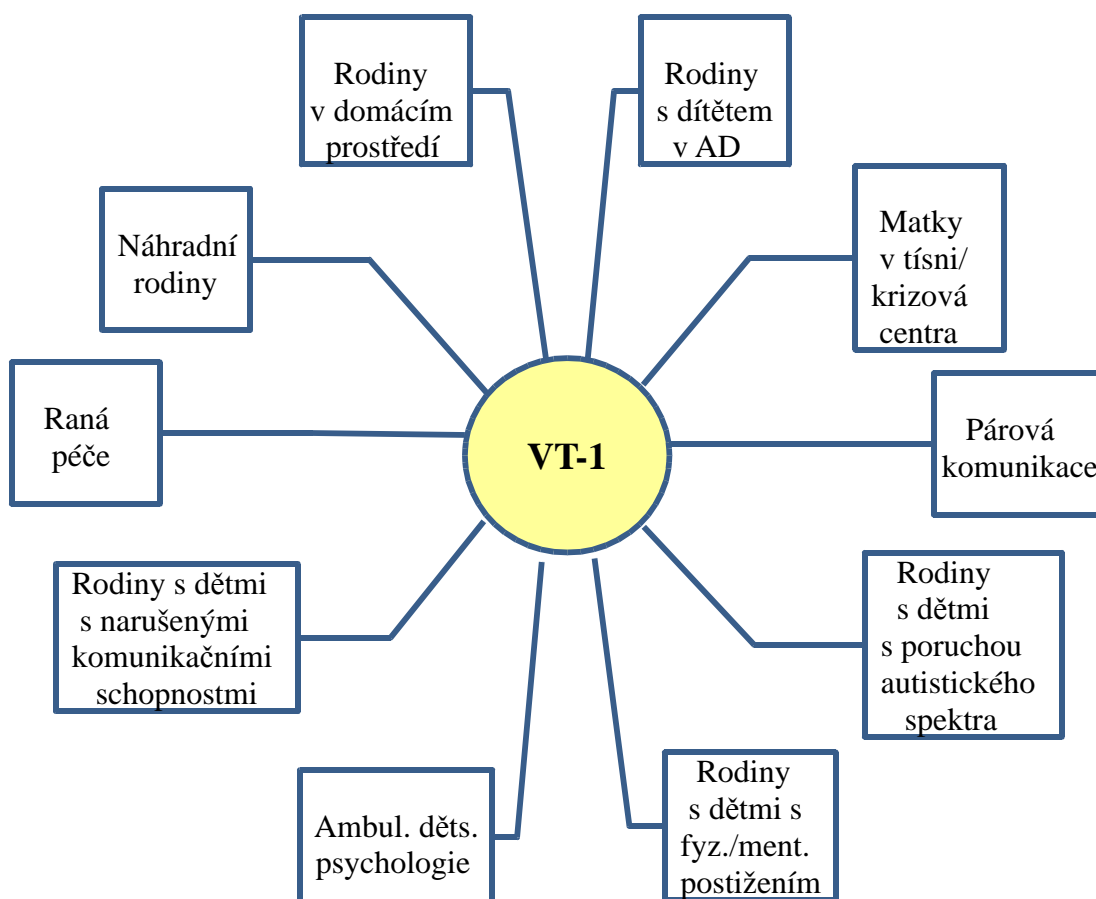 Rodiny
v domácím
prostředí
Rodiny
s dítětem
v AD
Náhradní
rodiny
Matky
v tísni/
krizová
centra
Raná
péče
VT-1
Párová
komunikace
Rodiny s dětmi
s narušenými
komunikačními
schopnostmi
Rodiny
s dětmi
s poruchou
autistického
spektra
Ambul. děts.
psychologie
Rodiny
s dětmi s
fyz./ment.
postižením